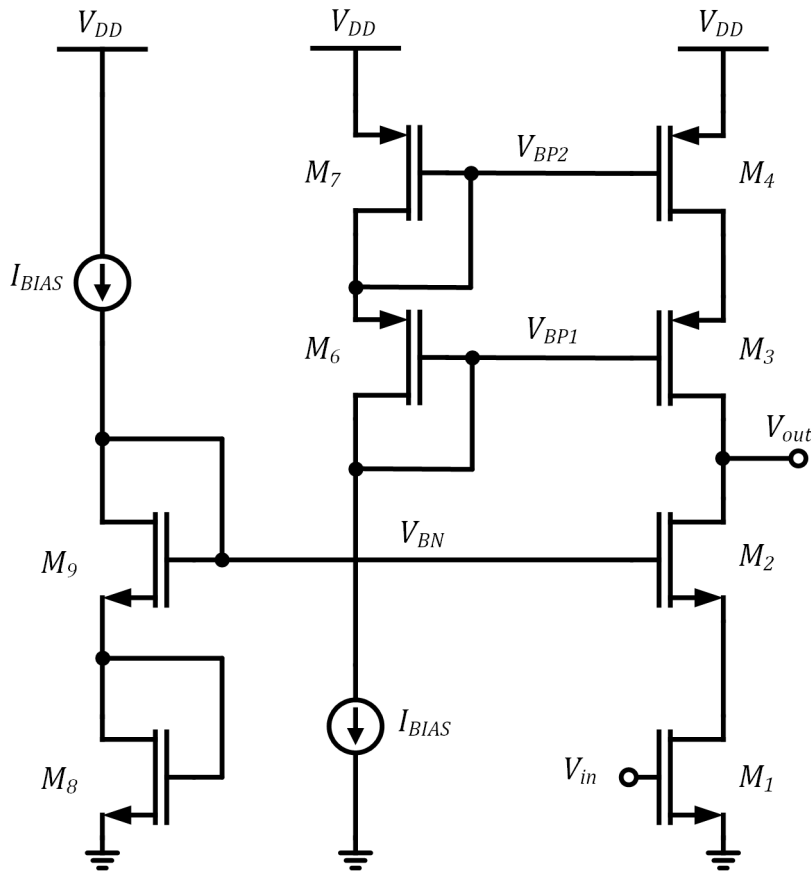 V_DD
V_DD
V_DD
M_7
V_BP2
M_4
I_BIAS
M_6
V_BP1
M_3
V_out
M_9
V_BN
M_2
M_8
I_BIAS
V_in
M_1